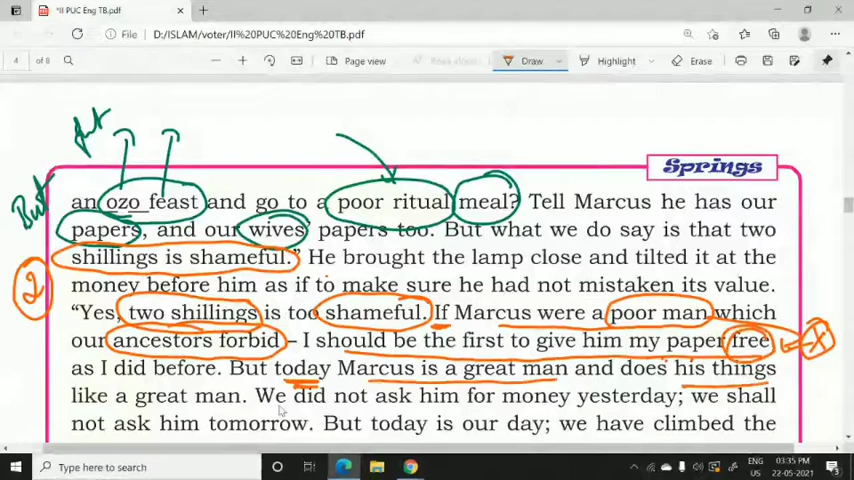 *II PUC Eng TB.pdf
File
D:/ISLAM/voter/II%20PUC%20Eng%20TB.pdf
4 of 8
Page view
Draw
Highlight
Erase
But
Springs
an ozo feast and go to a poor ritual meal? Tell Marcus he has our
papers, and our wives' papers too. But what we do say is that two
shillings is shameful." He brought the lamp close and tilted it at the
money before him as if to make sure he had not mistaken its value.
2
"Yes, two shillings is too shameful. If Marcus were a poor man which
our ancestors forbid – I should be the first to give him my paper free
as I did before. But today Marcus is a great man and does his things
like a great man. We did not ask him for money yesterday; we shall
not ask him tomorrow. But today is our day; we have climbed the
Type here to search
ENG
03:35 PM
US
22-05-2021